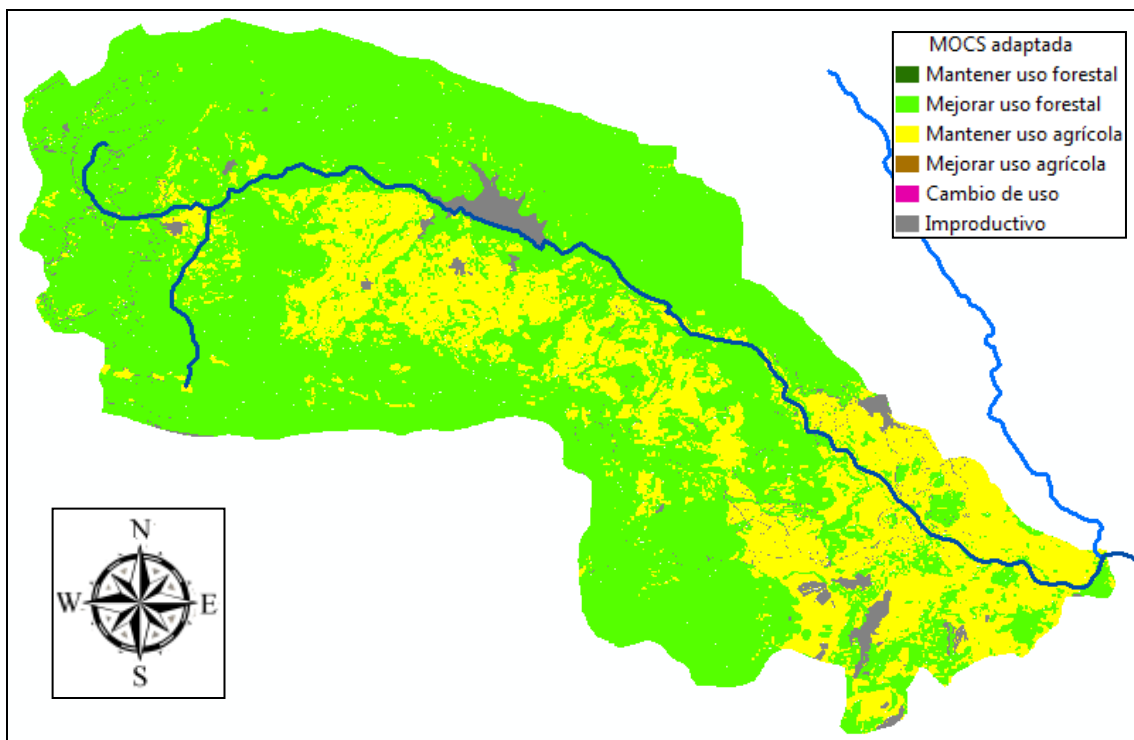 MOCS adaptada
Mantener uso forestal
Mejorar uso forestal
Mantener uso agrícola
Mejorar uso agrícola
Cambio de uso
Improductivo
N
W E
S